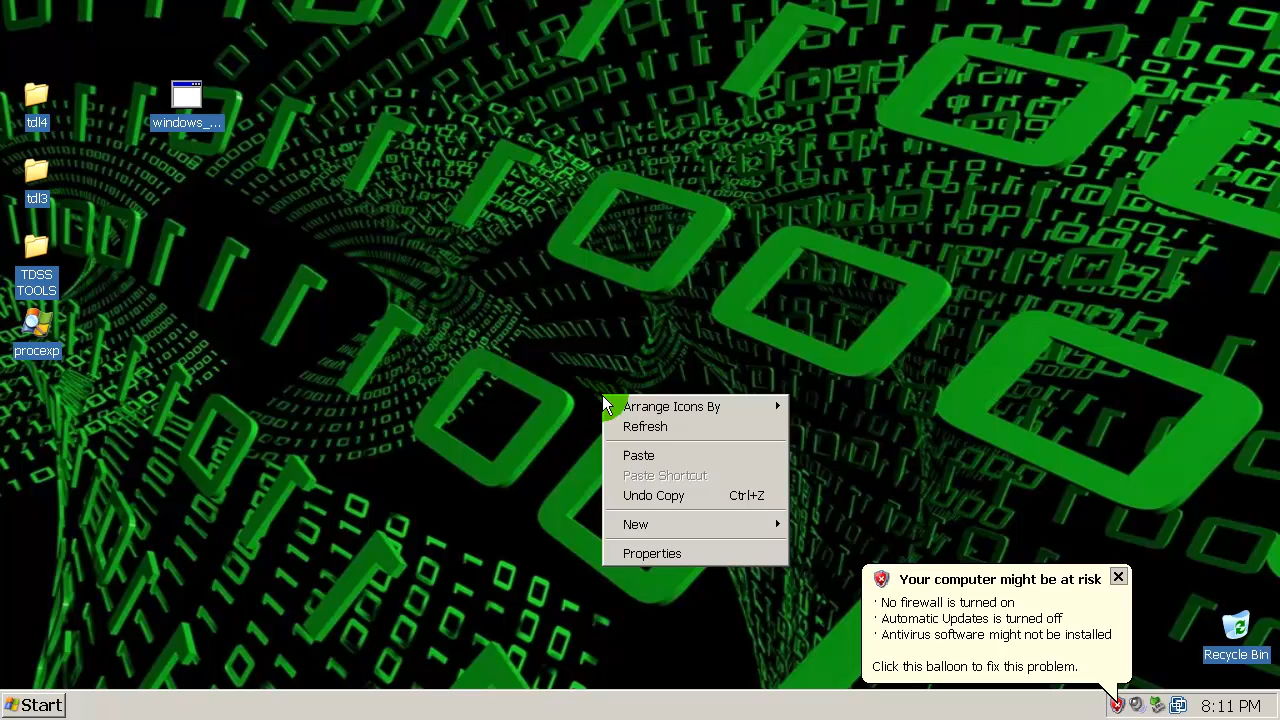 tdl4
windows_...
tdl3
TDSS
TOOLS
procexp
Arrange Icons By
Refresh
Paste
Paste Shortcut
Undo Copy Ctrl+Z
New
Properties
Your computer might be at risk
· No firewall is turned on
· Automatic Updates is turned off
· Antivirus software might not be installed
Click this balloon to fix this problem.
Recycle Bin
Start
8:11 PM